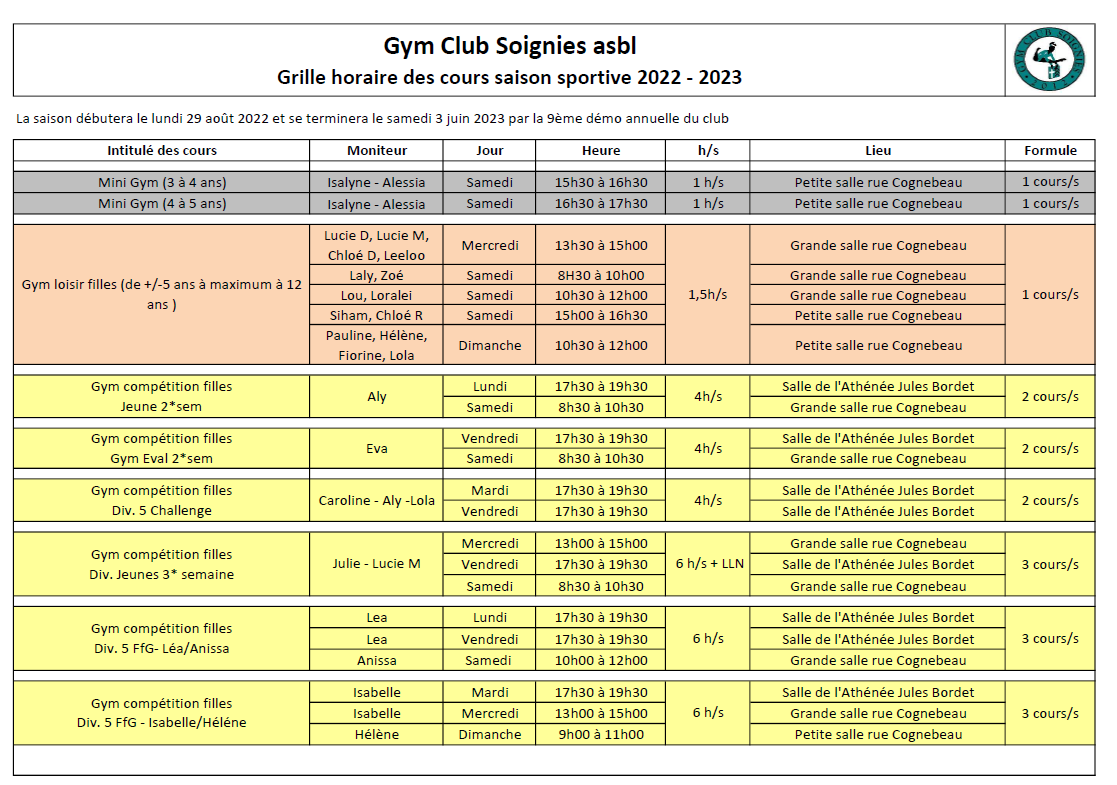 Gym Club Soignies asbl
Grille horaire des cours saison sportive 2022 - 2023
GYM CLUB SOIGNIES
2012
La saison débutera le lundi 29 août 2022 et se terminera le samedi 3 juin 2023 par la 9ème démo annuelle du club
Intitulé des cours Moniteur Jour Heure h/s Lieu Formule
Mini Gym (3 à 4 ans) Isalyne - Alessia Samedi 15h30 à 16h30 1 h/s Petite salle rue Cognebeau 1 cours/s
Mini Gym (4 à 5 ans) Isalyne - Alessia Samedi 16h30 à 17h30 1 h/s Petite salle rue Cognebeau 1 cours/s
Gym loisir filles (de +/-5 ans à maximum à 12
ans )
Lucie D, Lucie M,
Chloé D, Leeloo
Mercredi 13h30 à 15h00 Grande salle rue Cognebeau
Laly, Zoé Samedi 8H30 à 10h00 Grande salle rue Cognebeau
Lou, Loralei Samedi 10h30 à 12h00 1,5h/s Grande salle rue Cognebeau 1 cours/s
Siham, Chloé R Samedi 15h00 à 16h30 Petite salle rue Cognebeau
Pauline, Hélène,
Fiorine, Lola
Dimanche 10h30 à 12h00 Petite salle rue Cognebeau
Gym compétition filles
Jeune 2*sem
Aly
Lundi 17h30 à 19h30 4h/s Salle de l'Athénée Jules Bordet 2 cours/s
Samedi 8h30 à 10h30 Grande salle rue Cognebeau
Gym compétition filles
Gym Eval 2*sem
Eva
Vendredi 17h30 à 19h30 4h/s Salle de l'Athénée Jules Bordet 2 cours/s
Samedi 8h30 à 10h30 Grande salle rue Cognebeau
Gym compétition filles
Div. 5 Challenge
Caroline - Aly -Lola
Mardi 17h30 à 19h30 4h/s Salle de l'Athénée Jules Bordet 2 cours/s
Vendredi 17h30 à 19h30 Salle de l'Athénée Jules Bordet
Gym compétition filles
Div. Jeunes 3* semaine
Julie - Lucie M
Mercredi 13h00 à 15h00 Grande salle rue Cognebeau
Vendredi 17h30 à 19h30 6 h/s + LLN Salle de l'Athénée Jules Bordet 3 cours/s
Samedi 8h30 à 10h30 Grande salle rue Cognebeau
Gym compétition filles
Div. 5 FfG- Léa/Anissa
Lea Lundi 17h30 à 19h30 Salle de l'Athénée Jules Bordet
Lea Vendredi 17h30 à 19h30 6 h/s Salle de l'Athénée Jules Bordet 3 cours/s
Anissa Samedi 10h00 à 12h00 Grande salle rue Cognebeau
Gym compétition filles
Div. 5 FfG - Isabelle/Héléne
Isabelle Mardi 17h30 à 19h30 Salle de l'Athénée Jules Bordet
Isabelle Mercredi 13h00 à 15h00 6 h/s Grande salle rue Cognebeau 3 cours/s
Hélène Dimanche 9h00 à 11h00 Petite salle rue Cognebeau